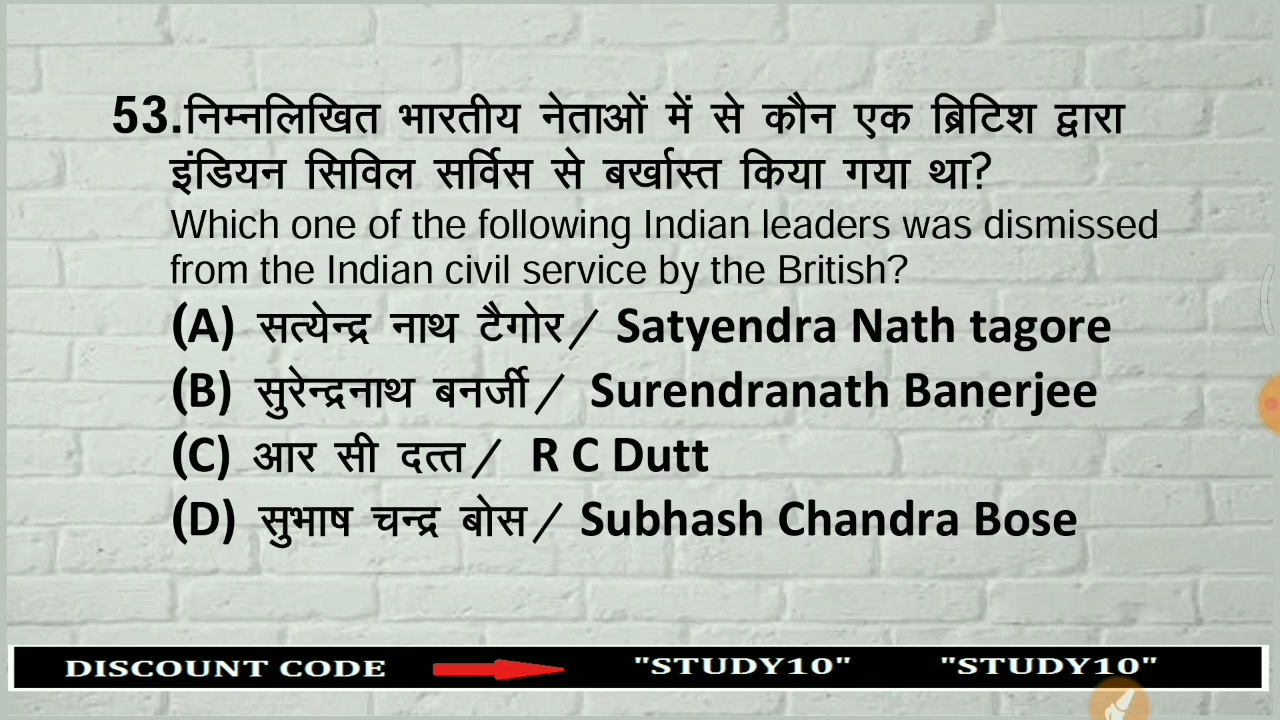 53.निम्नलिखित भारतीय नेताओं में से कौन एक ब्रिटिश द्वारा
इंडियन सिविल सर्विस से बर्खास्त किया गया था?
Which one of the following Indian leaders was dismissed
from the Indian civil service by the British?
(A) सत्येन्द्र नाथ टैगोर/ Satyendra Nath tagore
(B) सुरेन्द्रनाथ बनर्जी/ Surendranath Banerjee
(C) आर सी दत्त/ R C Dutt
(D) सुभाष चन्द्र बोस/ Subhash Chandra Bose
DISCOUNT CODE "STUDY10" "STUDY10"